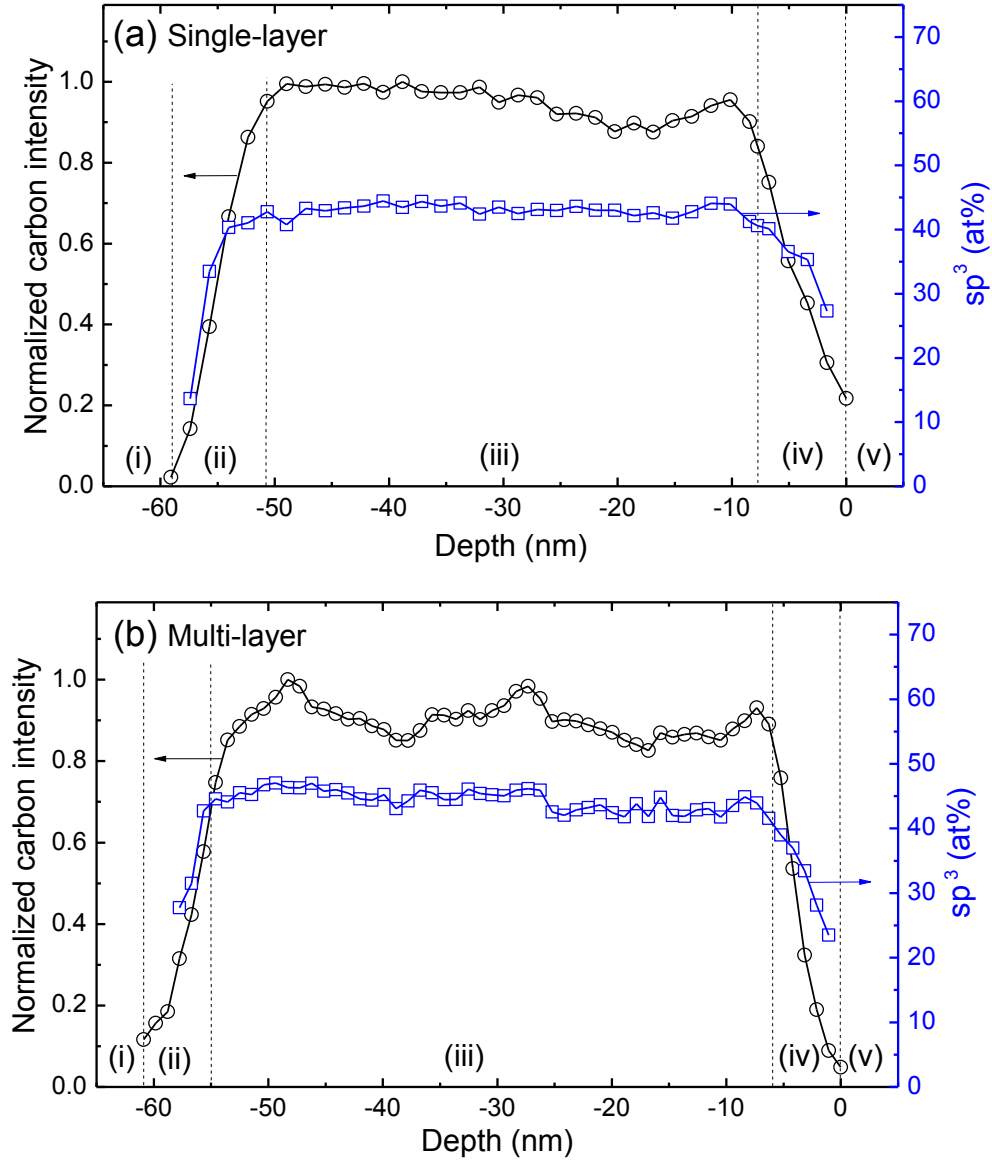 (a) Single-layer
Normalized carbon intensity
1.0
0.8
0.6
0.4
0.2
0.0
75
70
60
50
40
30
20
10
0
sp³ (at%)
(i) (ii) (iii) (iv) (v)
-60 -50 -40 -30 -20 -10 0
Depth (nm)
(b) Multi-layer
Normalized carbon intensity
1.0
0.8
0.6
0.4
0.2
0.0
75
70
60
50
40
30
20
10
0
sp³ (at%)
(i) (ii) (iii) (iv) (v)
-60 -50 -40 -30 -20 -10 0
Depth (nm)